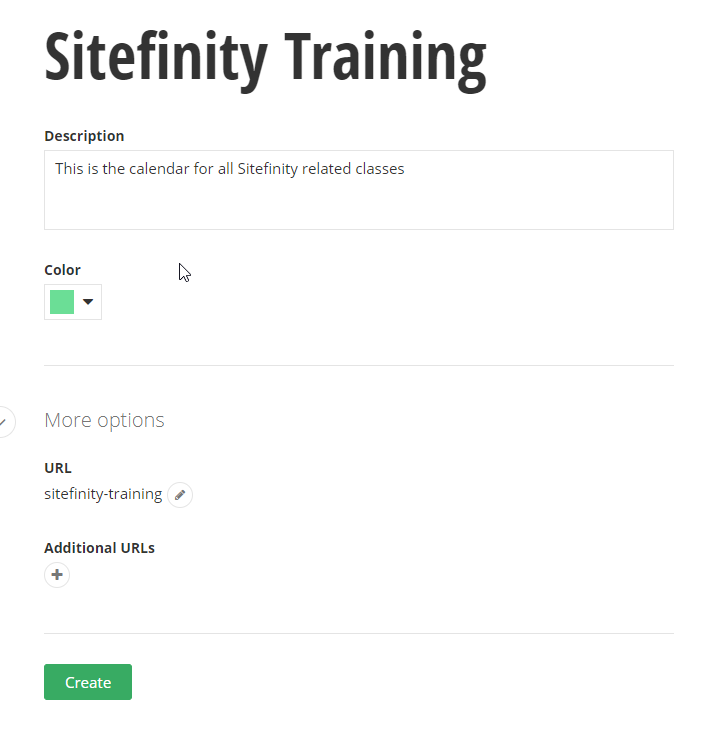 Sitefinity Training
Description
This is the calendar for all Sitefinity related classes
Color
More options
URL
sitefinity-training
Additional URLs
Create